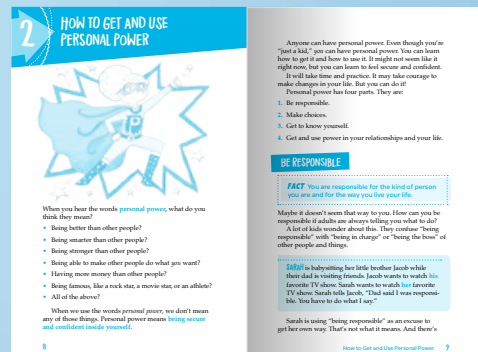 2
HOW TO GET AND USE
PERSONAL POWER
P
When you hear the words personal power, what do you
think they mean?
• Being better than other people?
• Being smarter than other people?
• Being stronger than other people?
• Being able to make other people do what you want?
• Having more money than other people?
• Being famous, like a rock star, a movie star, or an athlete?
• All of the above?
When we use the words personal power, we don't mean
any of those things. Personal power means being secure
and confident inside yourself.
8
Anyone can have personal power. Even though you're
"just a kid," you can have personal power. You can learn
how to get it and how to use it. It might not seem like it
right now, but you can learn to feel secure and confident.
It will take time and practice. It may take courage to
make changes in your life. But you can do it!
Personal power has four parts. They are:
1. Be responsible.
2. Make choices.
3. Get to know yourself.
4. Get and use power in your relationships and your life.
BE RESPONSIBLE
FACT You are responsible for the kind of person
you are and for the way you live your life.
Maybe it doesn't seem that way to you. How can you be
responsible if adults are always telling you what to do?
A lot of kids wonder about this. They confuse "being
responsible" with "being in charge" or "being the boss" of
other people and things.
SARAH is babysitting her little brother Jacob while
their dad is visiting friends. Jacob wants to watch his
favorite TV show. Sarah wants to watch her favorite
TV show. Sarah tells Jacob, "Dad said I was responsi-
ble. You have to do what I say."
Sarah is using "being responsible" as an excuse to
get her own way. That's not what it means. And there's
How to Get and Use Personal Power 9